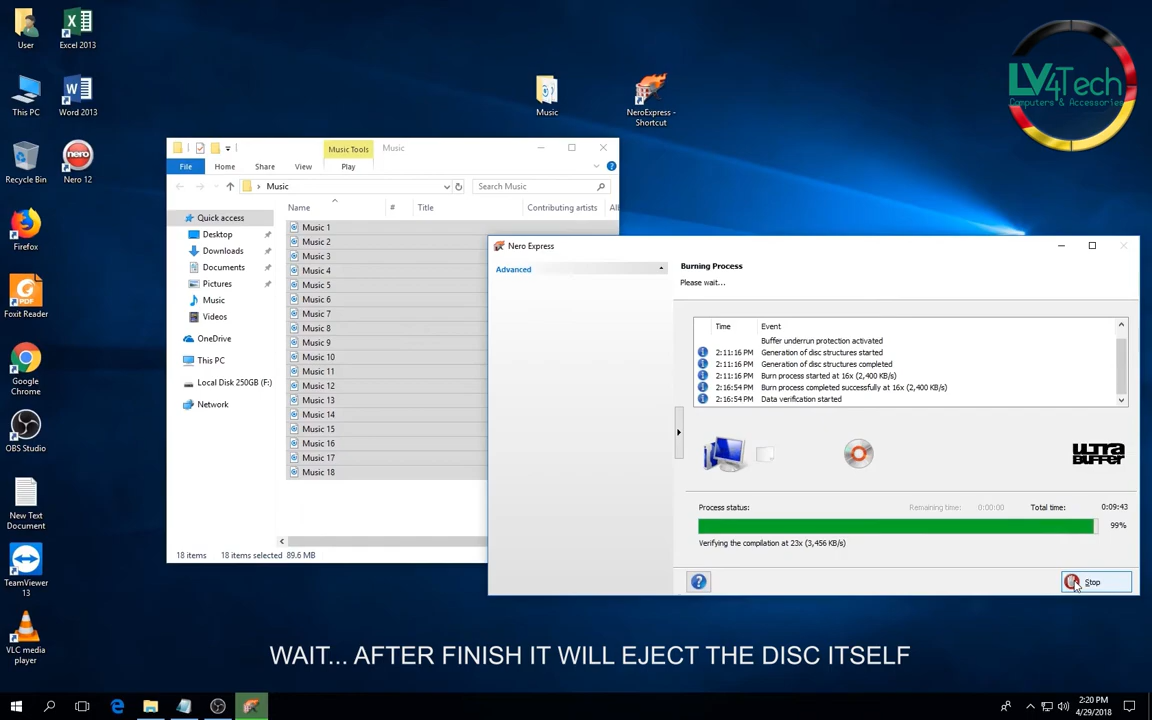 User
Excel 2013
This PC
Word 2013
Recycle Bin
nero
Nero 12
Firefox
PDF
Foxit Reader
Google
Chrome
OBS Studio
New Text
Document
TeamViewer
13
VLC media
player
Music
NeroExpress -
Shortcut
LV4Tech
Computers & Accessories
Music Tools
Music
File
Home
Share
View
Play
Music
Search Music
Name
#
Title
Contributing artists
Al
Quick access
Desktop
Downloads
Documents
Pictures
Music
Videos
OneDrive
This PC
Local Disk 250GB (F:)
Network
Music 1
Music 2
Music 3
Music 4
Music 5
Music 6
Music 7
Music 8
Music 9
Music 10
Music 11
Music 12
Music 13
Music 14
Music 15
Music 16
Music 17
Music 18
18 items
18 items selected 89.6 MB
Nero Express
Advanced
Burning Process
Please wait...
Time
Event
Buffer underrun protection activated
2:11:16 PM Generation of disc structures started
2:11:16 PM Generation of disc structures completed
2:11:16 PM Burn process started at 16x (2,400 KB/s)
2:16:54 PM Burn process completed successfully at 16x (2,400 KB/s)
2:16:54 PM Data verification started
ULTRA
BUFFER
Process status:
Remaining time: 0:00:00
Total time: 0:09:43
99%
Verifying the compilation at 23x (3,456 KB/s)
Stop
WAIT... AFTER FINISH IT WILL EJECT THE DISC ITSELF
2:20 PM
4/29/2018